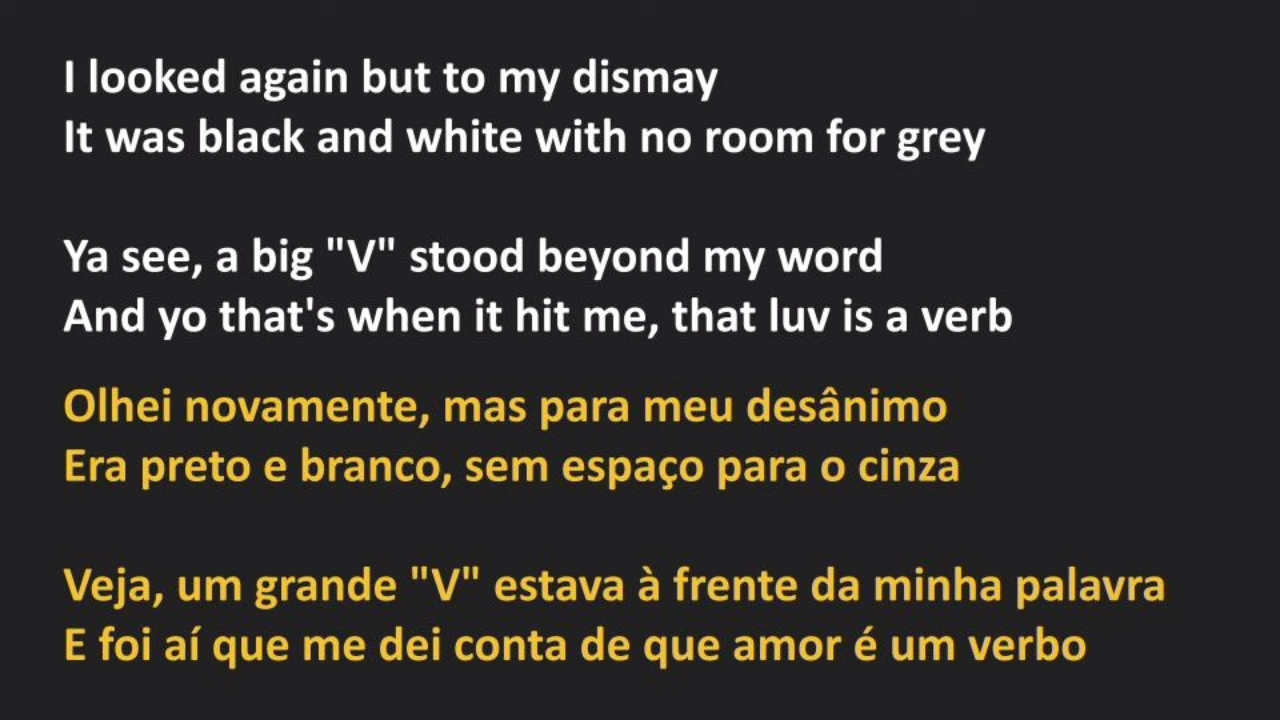 I looked again but to my dismay
It was black and white with no room for grey
Ya see, a big "V" stood beyond my word
And yo that's when it hit me, that luv is a verb
Olhei novamente, mas para meu desânimo
Era preto e branco, sem espaço para o cinza
Veja, um grande "V" estava à frente da minha palavra
E foi aí que me dei conta de que amor é um verbo